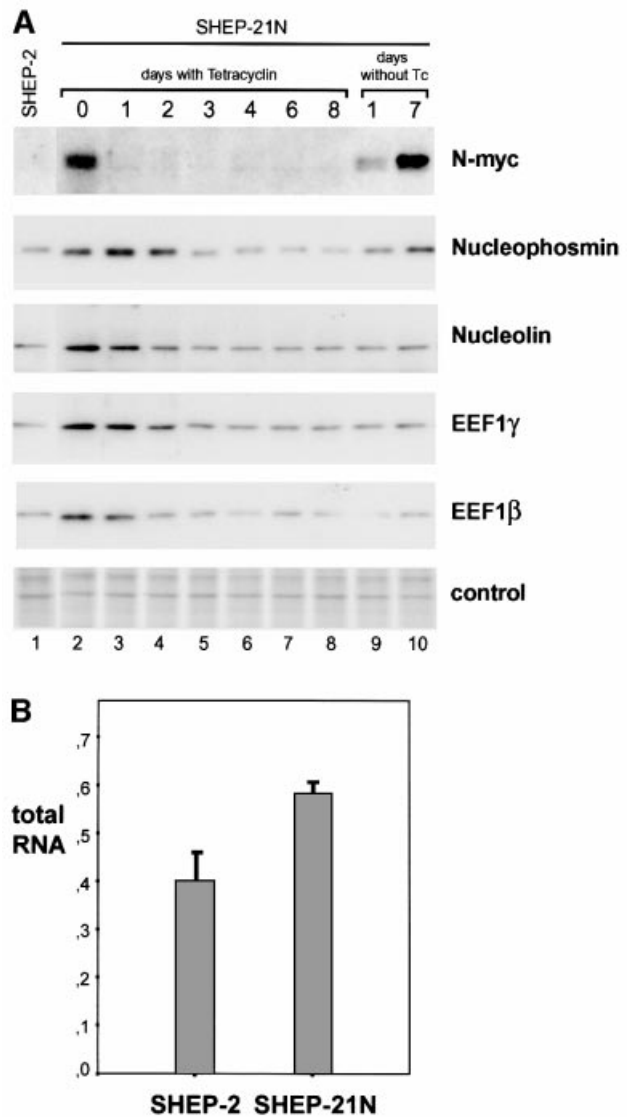 A
SHEP-21N
SHEP-2
days with Tetracyclin
days
without Tc
0 1 2 3 4 6 8 1 7
N-myc
Nucleophosmin
Nucleolin
EEF1γ
EEF1β
control
1 2 3 4 5 6 7 8 9 10
B
,7
,6
,5
,4
,3
,2
,1
,0
total
RNA
SHEP-2 SHEP-21N